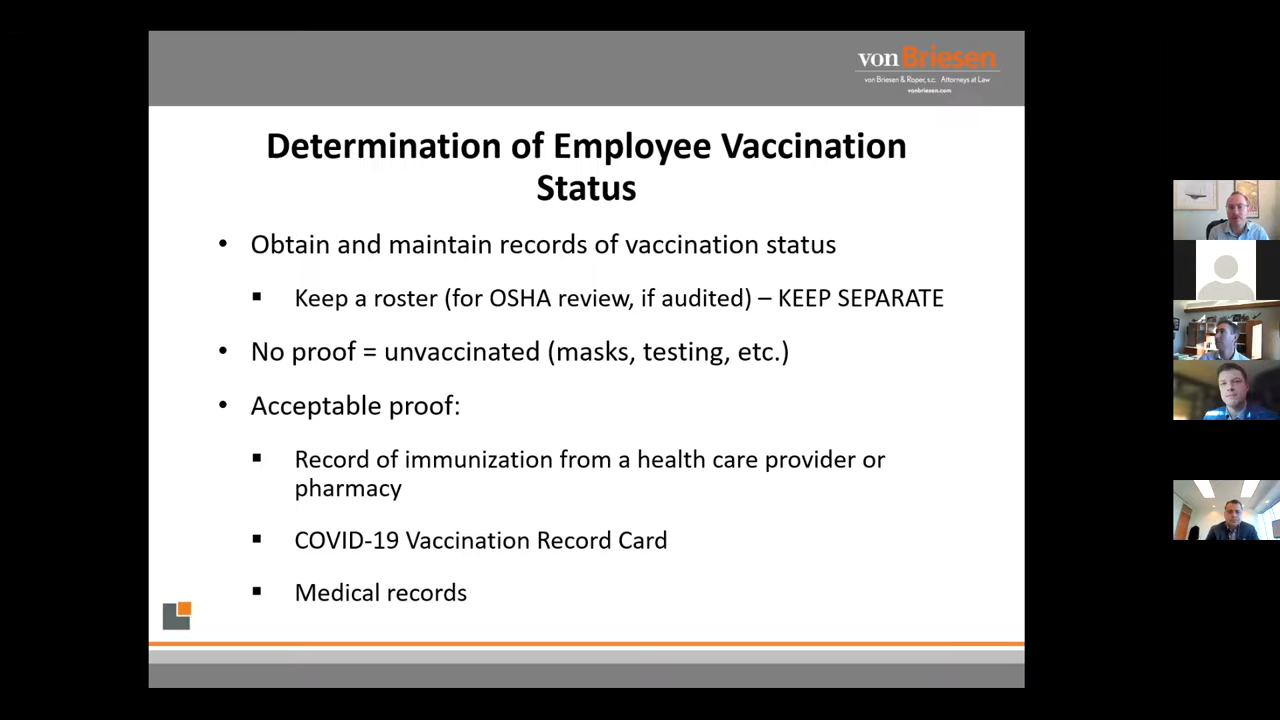 von Briesen
von Briesen & Roper, s.c. Attorneys at Law
vonbriesen.com
Determination of Employee Vaccination
Status
• Obtain and maintain records of vaccination status
▪ Keep a roster (for OSHA review, if audited) – KEEP SEPARATE
• No proof = unvaccinated (masks, testing, etc.)
• Acceptable proof:
▪ Record of immunization from a health care provider or
pharmacy
▪ COVID-19 Vaccination Record Card
▪ Medical records